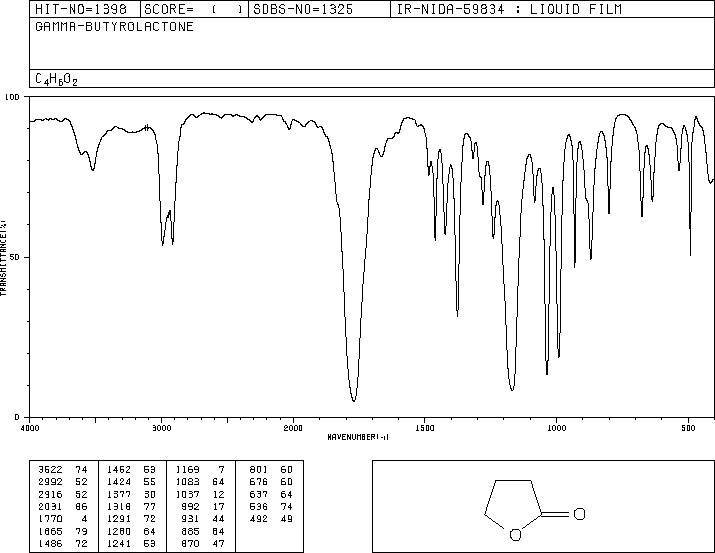 HIT-NO=1398 SCORE= ( ) SDBS-NO=1325 IR-NIDA-59834 : LIQUID FILM
GAMMA-BUTYROLACTONE
C4H6O2
100
50
0
TRANSMITTANCE(%)
4000 3000 2000 1500 1000 500
WAVENUMBER(-1)
3522 74 1462 53 1169 7 801 60
2992 52 1424 55 1083 64 676 60
2916 52 1377 30 1037 12 637 64
2031 86 1318 77 992 17 536 74
1770 4 1291 72 931 44 492 49
1665 79 1280 64 885 84
1486 72 1241 53 870 47
O
O